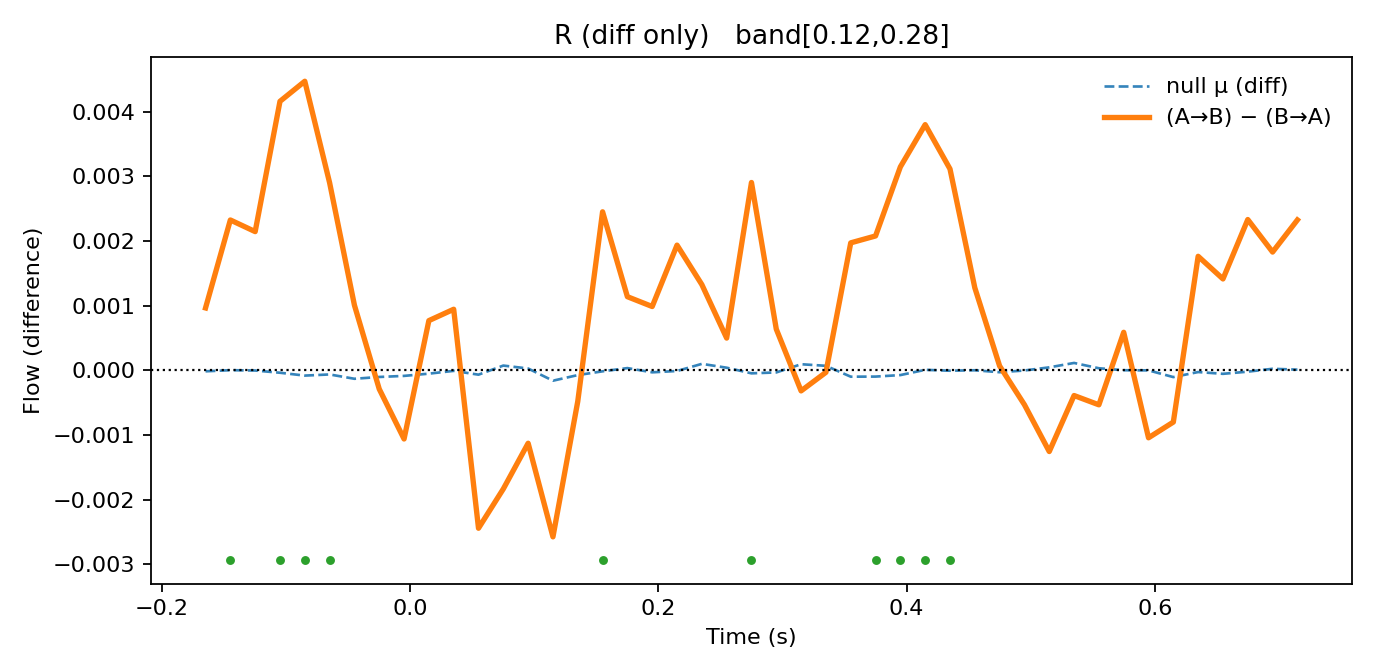 R (diff only)   band[0.12,0.28]
null μ (diff)
(A→B) − (B→A)
Flow (difference)
0.004
0.003
0.002
0.001
0.000
−0.001
−0.002
−0.003
−0.2
0.0
0.2
0.4
0.6
Time (s)